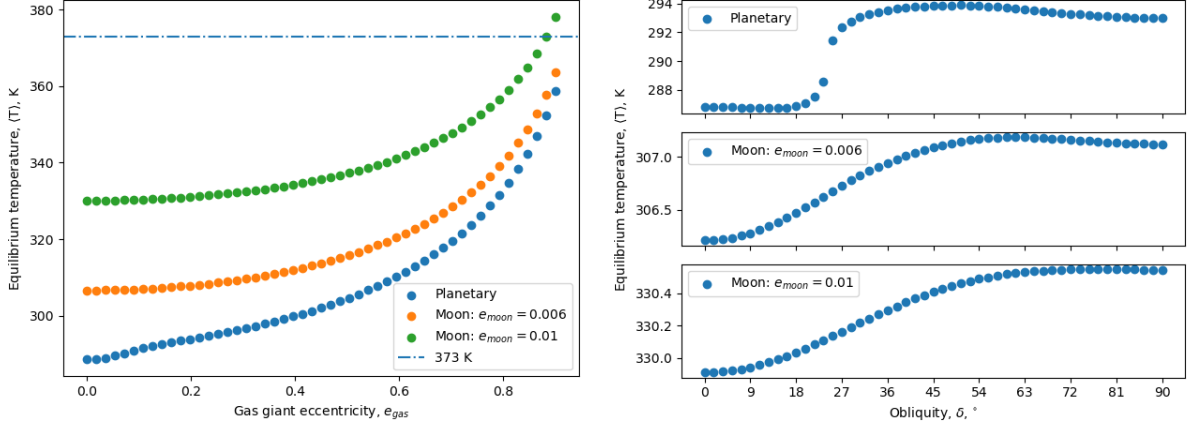 380
360
340
320
300
0.0 0.2 0.4 0.6 0.8
Equilibrium temperature, ⟨T⟩, K
Gas giant eccentricity, e_gas
Planetary
Moon: e_moon = 0.006
Moon: e_moon = 0.01
373 K
294
292
290
288
Planetary
307.0
306.5
Moon: e_moon = 0.006
330.4
330.2
330.0
Moon: e_moon = 0.01
Equilibrium temperature, ⟨T⟩, K
0 9 18 27 36 45 54 63 72 81 90
Obliquity, δ, °